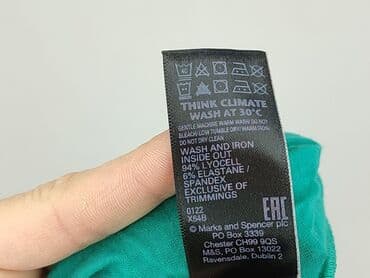 THINK CLIMATE
WASH AT 30°C
GENTLE MACHINE WARM WASH/ DO NOT
BLEACH/ LOW TUMBLE DRY/ WARM IRON/
DO NOT DRY CLEAN
WASH AND IRON
INSIDE OUT
94% LYOCELL
6% ELASTANE /
SPANDEX
EXCLUSIVE OF
TRIMMINGS
0122
X64B
EAC
© Marks and Spencer plc
PO Box 3339
Chester CH99 9QS
M&S, PO Box 13022
Ravensdale, Dublin 2